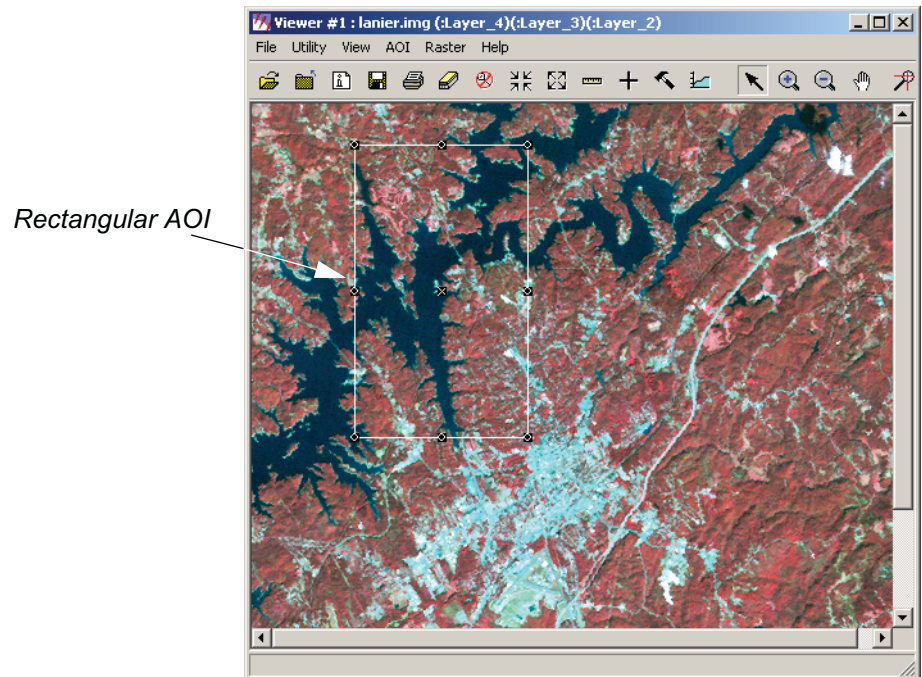 Viewer #1 : lanier.img (:Layer_4)(:Layer_3)(:Layer_2)
File Utility View AOI Raster Help
Rectangular AOI